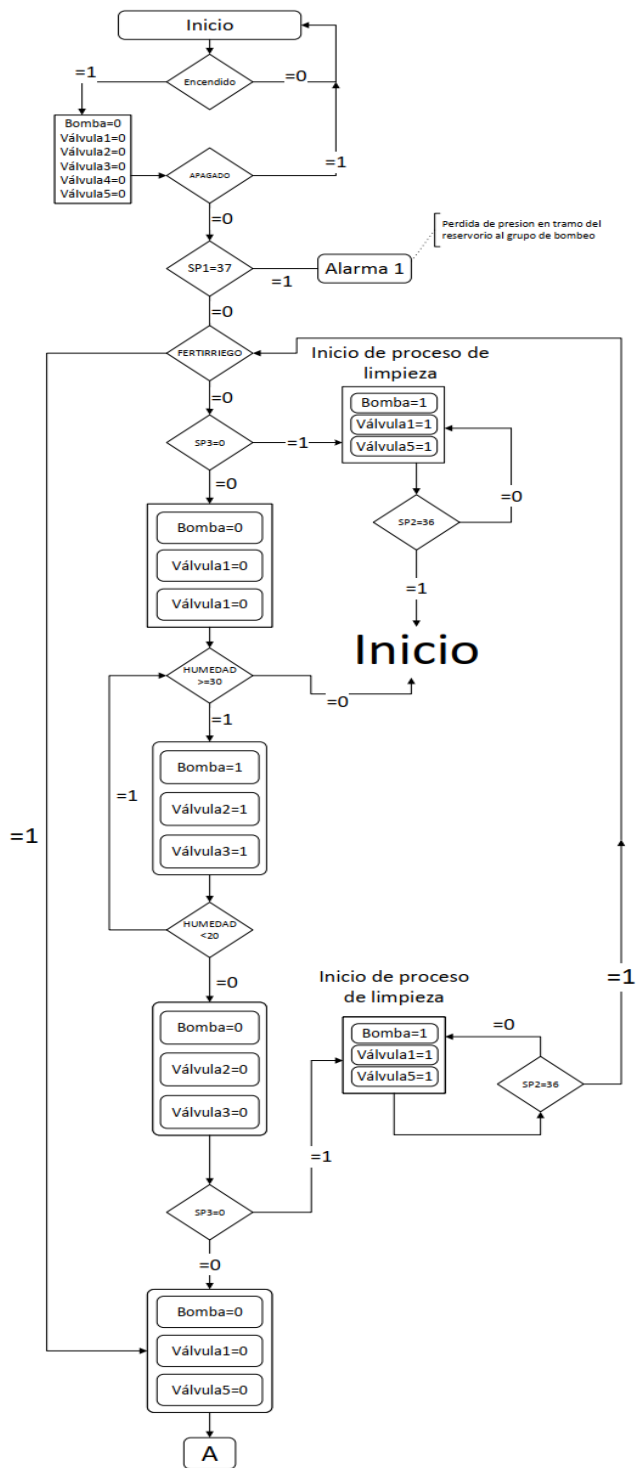 Inicio
Encendido
=1
=0
Bomba=0
Válvula1=0
Válvula2=0
Válvula3=0
Válvula4=0
Válvula5=0
APAGADO
=1
=0
Perdida de presion en tramo del
reservorio al grupo de bombeo
SP1=37
=1
Alarma 1
=0
FERTIRRIEGO
=0
Inicio de proceso de
limpieza
Bomba=1
Válvula1=1
Válvula5=1
SP3=0
=1
=0
=0
SP2=36
=1
Inicio
Bomba=0
Válvula1=0
Válvula1=0
HUMEDAD
>=30
=0
=1
Bomba=1
Válvula2=1
Válvula3=1
=1
=1
HUMEDAD
<20
=0
Inicio de proceso
de limpieza
Bomba=1
Válvula1=1
Válvula5=1
=0
SP2=36
=1
Bomba=0
Válvula2=0
Válvula3=0
=1
SP3=0
=0
Bomba=0
Válvula1=0
Válvula5=0
A